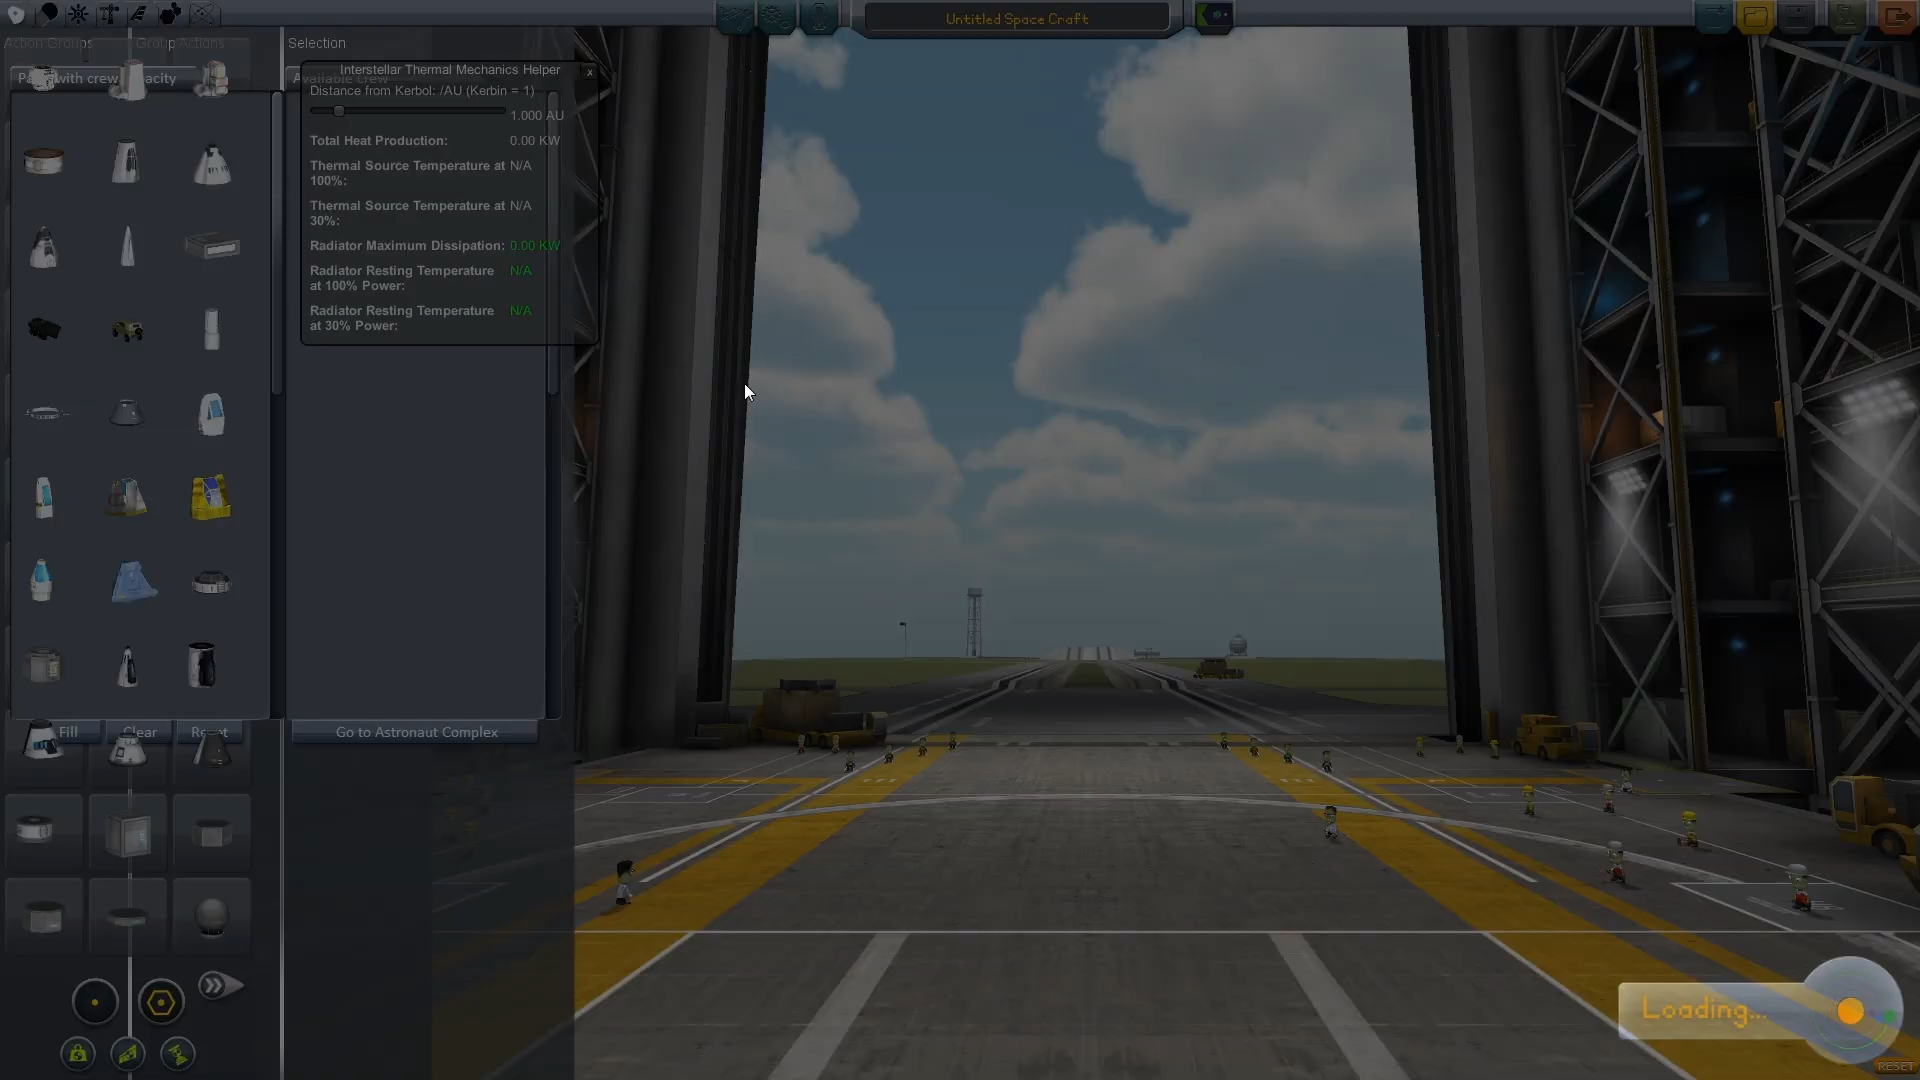 Untitled Space Craft
Action Groups
Group Actions
Selection
Interstellar Thermal Mechanics Helper
x
Available crew
Distance from Kerbol: /AU (Kerbin = 1)
1.000 AU
Total Heat Production: 0.00 KW
Thermal Source Temperature at 100%: N/A
Thermal Source Temperature at 30%: N/A
Radiator Maximum Dissipation: 0.00 KW
Radiator Resting Temperature at 100% Power: N/A
Radiator Resting Temperature at 30% Power: N/A
Fill
Clear
Go to Astronaut Complex
Loading...
RESET